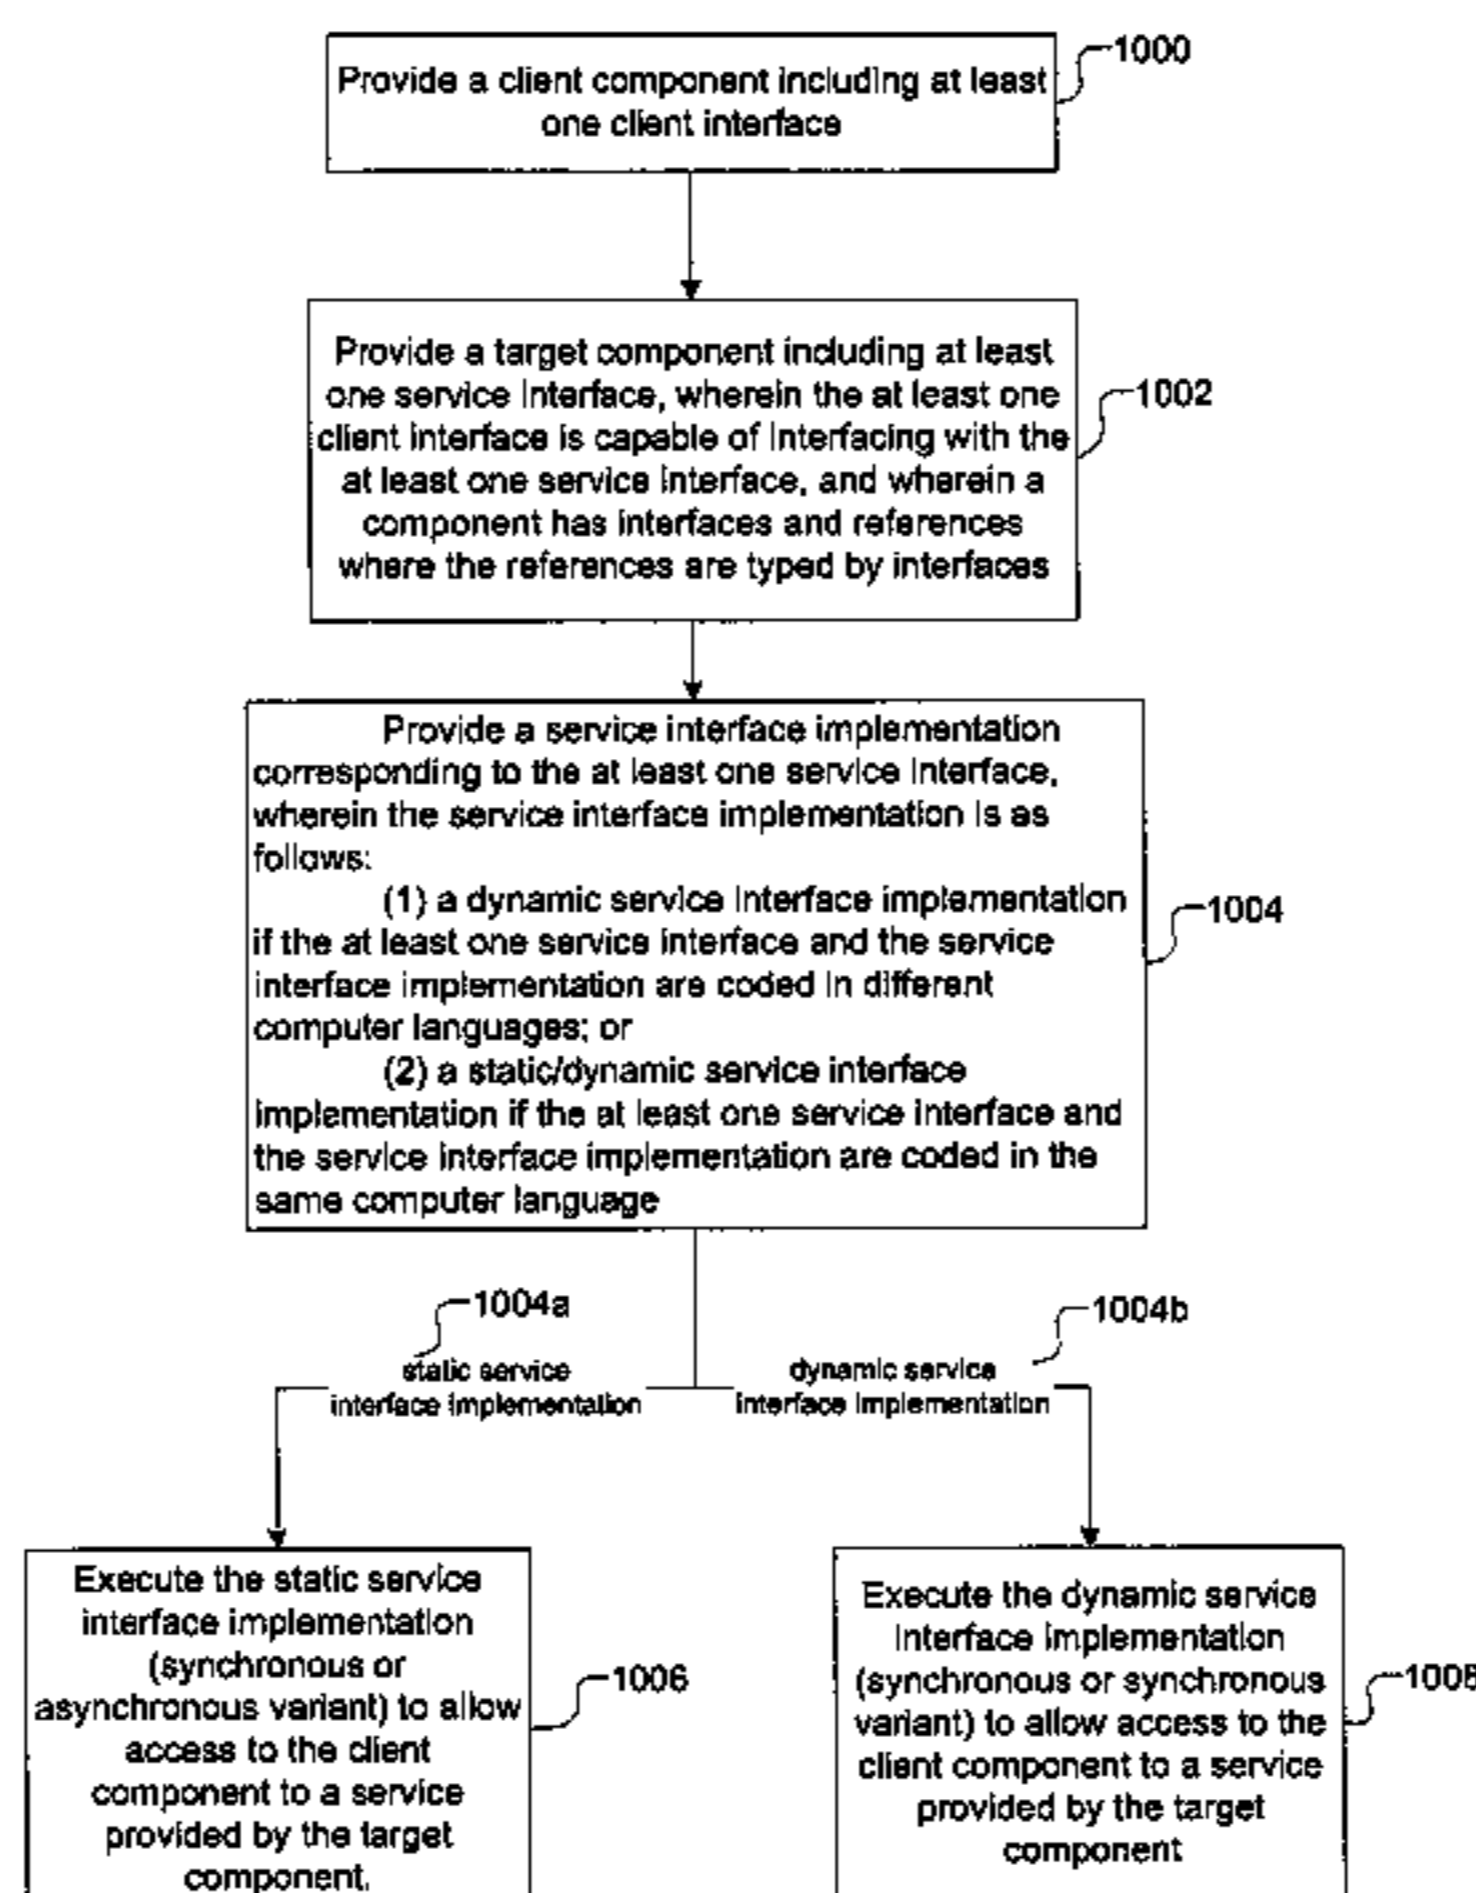 Provide a client component including at least
one client interface
1000
Provide a target component including at least
one service interface, wherein the at least one
client interface is capable of interfacing with the
at least one service interface, and wherein a
component has interfaces and references
where the references are typed by interfaces
1002
Provide a service interface implementation
corresponding to the at least one service interface,
wherein the service interface implementation is as
follows:
(1) a dynamic service interface implementation
if the at least one service interface and the service
interface implementation are coded in different
computer languages; or
(2) a static/dynamic service interface
implementation if the at least one service interface and
the service interface implementation are coded in the
same computer language
1004
1004a
static service
interface implementation
1004b
dynamic service
interface implementation
Execute the static service
interface implementation
(synchronous or
asynchronous variant) to allow
access to the client
component to a service
provided by the target
component.
1006
Execute the dynamic service
interface implementation
(synchronous or synchronous
variant) to allow access to the
client component to a service
provided by the target
component
1008